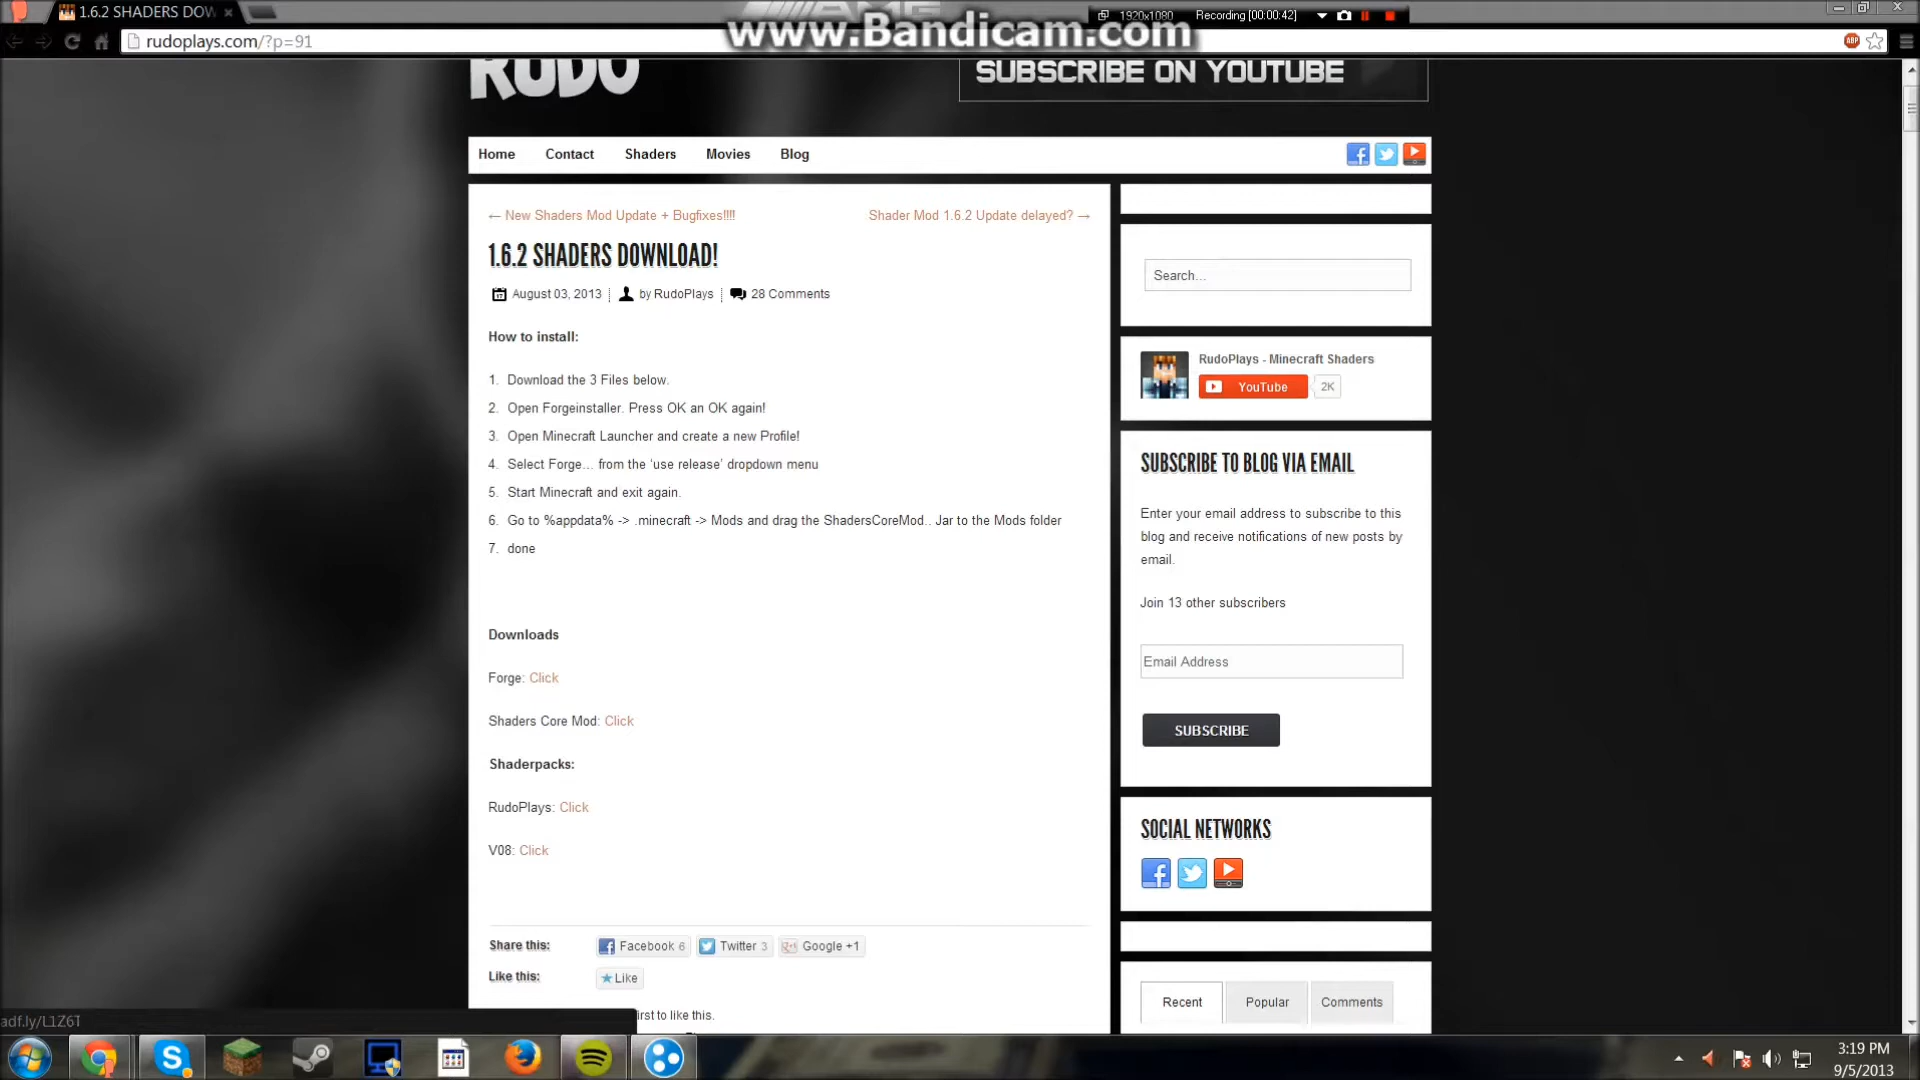 1.6.2 SHADERS DOW
www.Bandicam.com
1920x1080 Recording [00:00:42]
rudoplays.com/?p=91
ABP
RUDO
SUBSCRIBE ON YOUTUBE
Home Contact Shaders Movies Blog
← New Shaders Mod Update + Bugfixes!!!! Shader Mod 1.6.2 Update delayed? →
1.6.2 SHADERS DOWNLOAD!
August 03, 2013 by RudoPlays 28 Comments
How to install:
1. Download the 3 Files below.
2. Open Forgeinstaller. Press OK an OK again!
3. Open Minecraft Launcher and create a new Profile!
4. Select Forge… from the ‘use release’ dropdown menu
5. Start Minecraft and exit again.
6. Go to %appdata% -> .minecraft -> Mods and drag the ShadersCoreMod.. Jar to the Mods folder
7. done
Downloads
Forge: Click
Shaders Core Mod: Click
Shaderpacks:
RudoPlays: Click
V08: Click
Share this: Facebook 6 Twitter 3 Google +1
Like this: Like
irst to like this.
Search...
RudoPlays - Minecraft Shaders
YouTube 2K
SUBSCRIBE TO BLOG VIA EMAIL
Enter your email address to subscribe to this
blog and receive notifications of new posts by
email.
Join 13 other subscribers
Email Address
SUBSCRIBE
SOCIAL NETWORKS
Recent Popular Comments
adf.ly/L1Z6T
3:19 PM
9/5/2013